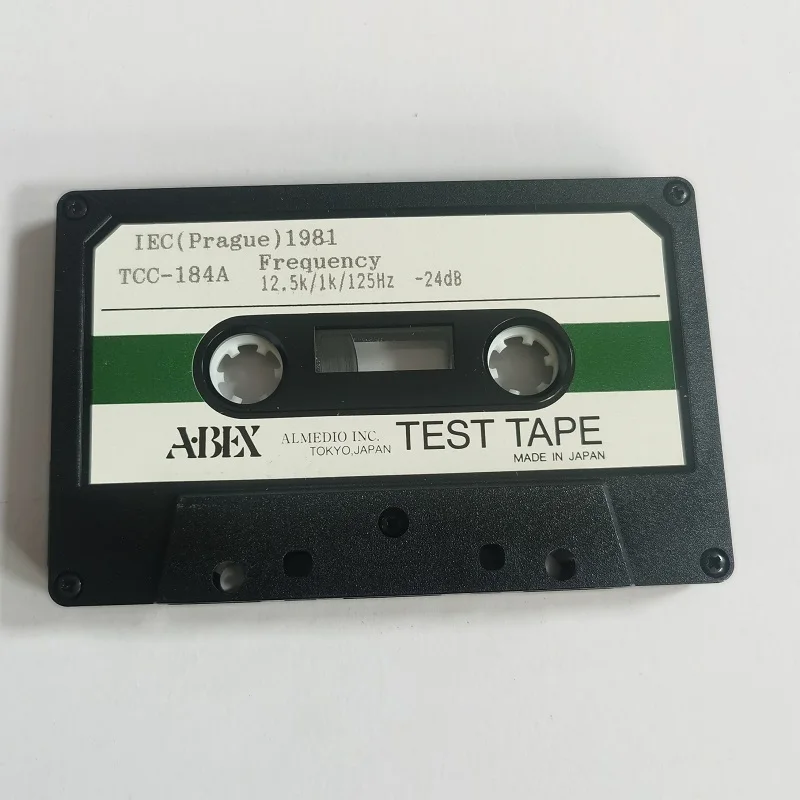 IEC(Prague)1981
TCC-184A Frequency
12.5k/1k/125Hz -24dB
A·BEX ALMEDIO INC. TEST TAPE
TOKYO,JAPAN MADE IN JAPAN